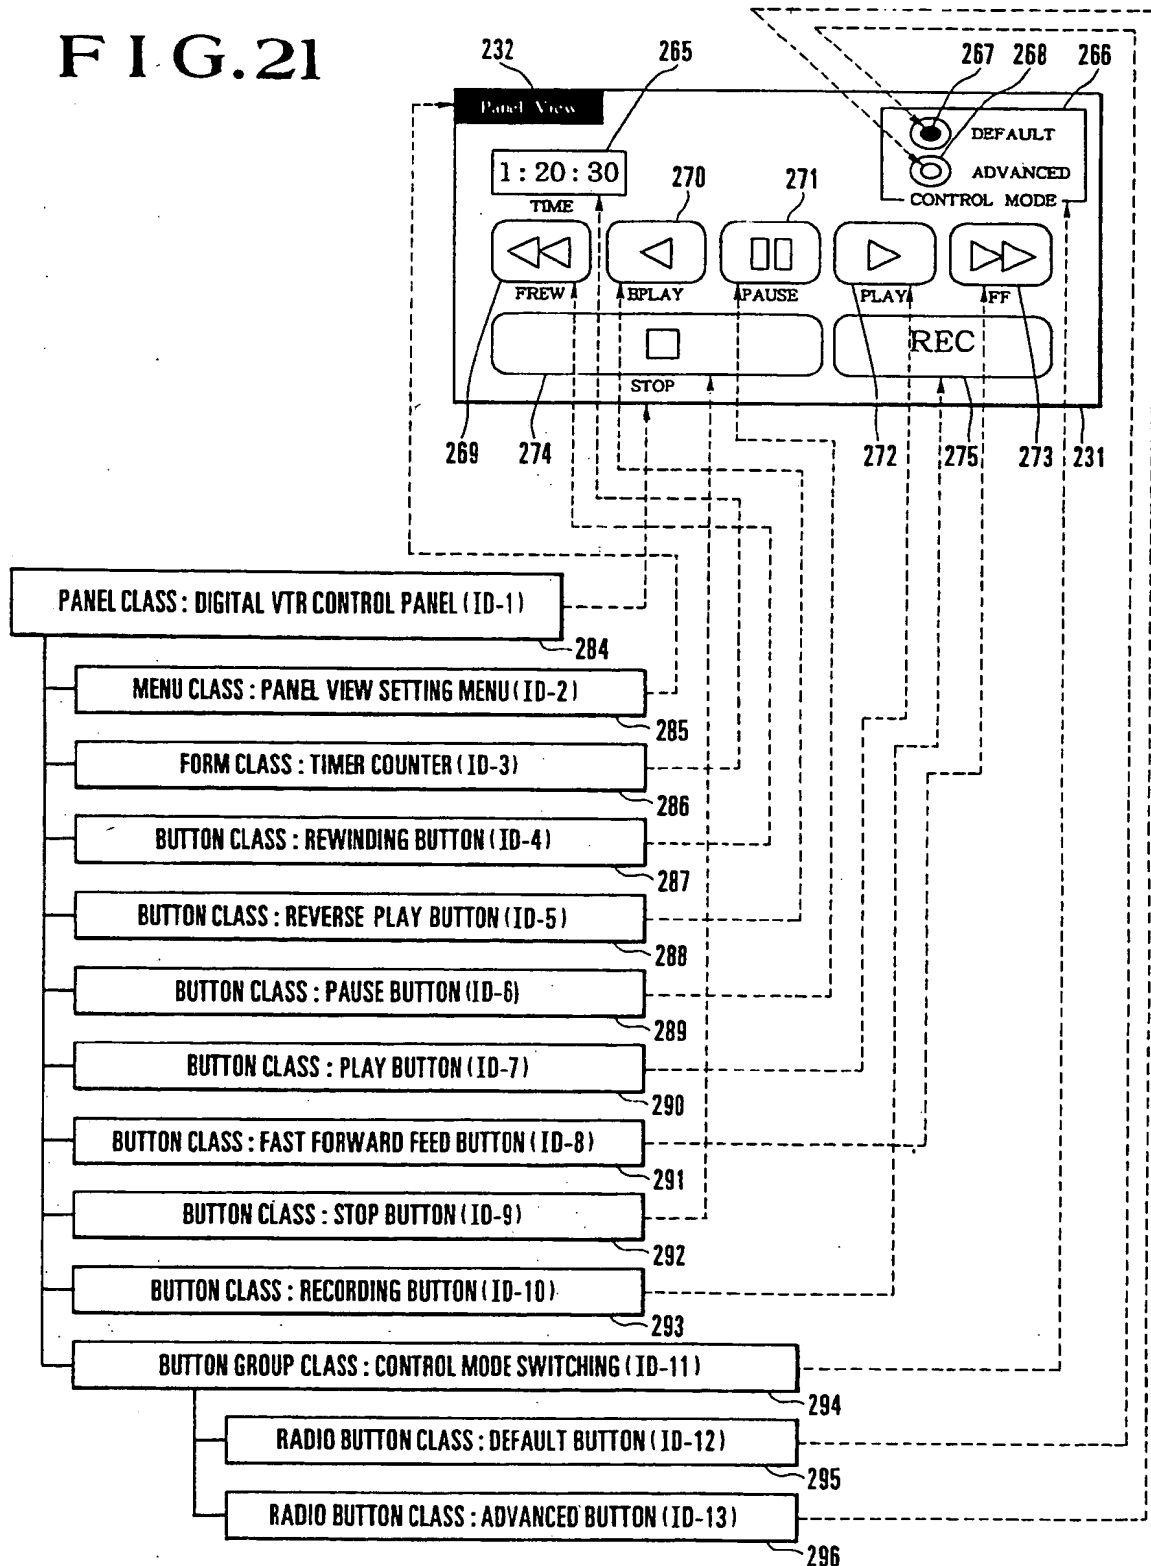 FIG.21
232
265
267
268
266
Panel View
DEFAULT
1:20:30
270
271
ADVANCED
TIME
CONTROL MODE
FREW
BPLAY
PAUSE
PLAY
FF
REC
STOP
269
274
272
275
273
231
PANEL CLASS : DIGITAL VTR CONTROL PANEL (ID-1)
284
MENU CLASS : PANEL VIEW SETTING MENU (ID-2)
285
FORM CLASS : TIMER COUNTER (ID-3)
286
BUTTON CLASS : REWINDING BUTTON (ID-4)
287
BUTTON CLASS : REVERSE PLAY BUTTON (ID-5)
288
BUTTON CLASS : PAUSE BUTTON (ID-6)
289
BUTTON CLASS : PLAY BUTTON (ID-7)
290
BUTTON CLASS : FAST FORWARD FEED BUTTON (ID-8)
291
BUTTON CLASS : STOP BUTTON (ID-9)
292
BUTTON CLASS : RECORDING BUTTON (ID-10)
293
BUTTON GROUP CLASS : CONTROL MODE SWITCHING (ID-11)
294
RADIO BUTTON CLASS : DEFAULT BUTTON (ID-12)
295
RADIO BUTTON CLASS : ADVANCED BUTTON (ID-13)
296